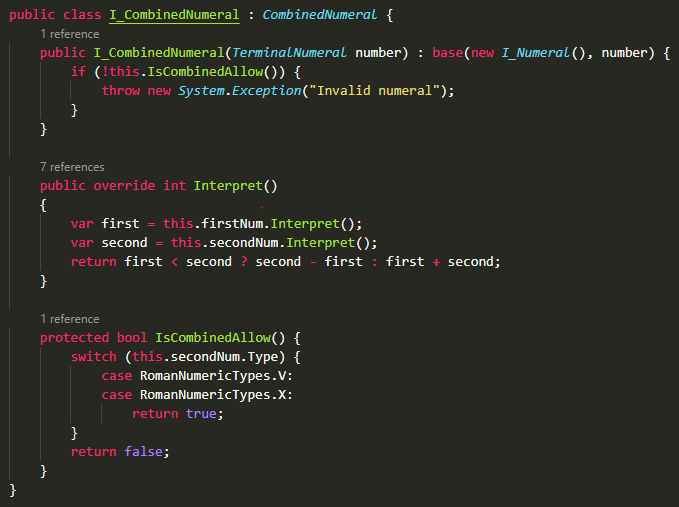 public class I_CombinedNumeral : CombinedNumeral {
1 reference
public I_CombinedNumeral(TerminalNumeral number) : base(new I_Numeral(), number) {
if (!this.IsCombinedAllow()) {
throw new System.Exception("Invalid numeral");
}
}
7 references
public override int Interpret()
{
var first = this.firstNum.Interpret();
var second = this.secondNum.Interpret();
return first < second ? second - first : first + second;
}
1 reference
protected bool IsCombinedAllow() {
switch (this.secondNum.Type) {
case RomanNumericTypes.V:
case RomanNumericTypes.X:
return true;
}
return false;
}
}